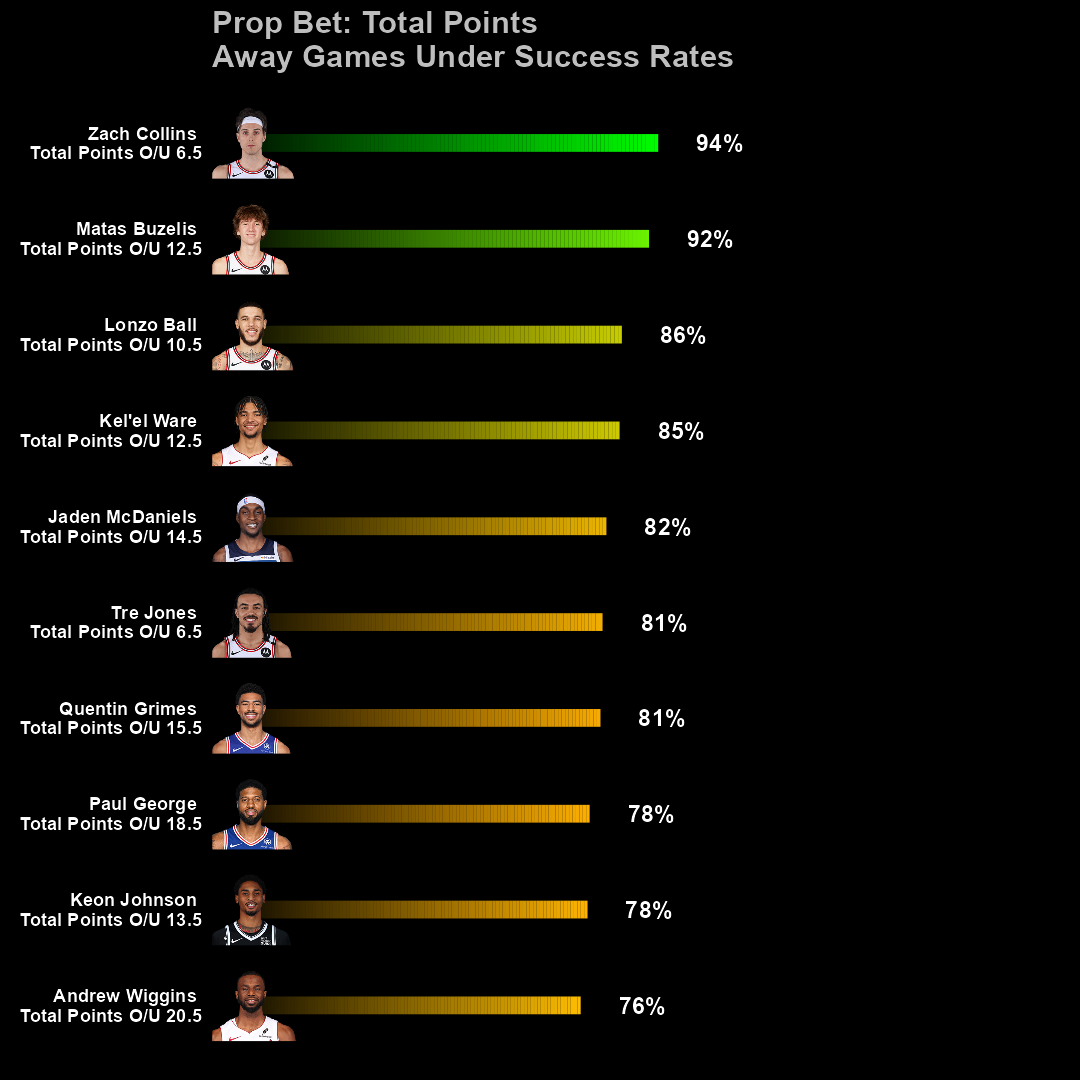 Prop Bet: Total Points
Away Games Under Success Rates
Zach Collins
Total Points O/U 6.5
94%
Matas Buzelis
Total Points O/U 12.5
92%
Lonzo Ball
Total Points O/U 10.5
86%
Kel'el Ware
Total Points O/U 12.5
85%
Jaden McDaniels
Total Points O/U 14.5
82%
Tre Jones
Total Points O/U 6.5
81%
Quentin Grimes
Total Points O/U 15.5
81%
Paul George
Total Points O/U 18.5
78%
Keon Johnson
Total Points O/U 13.5
78%
Andrew Wiggins
Total Points O/U 20.5
76%